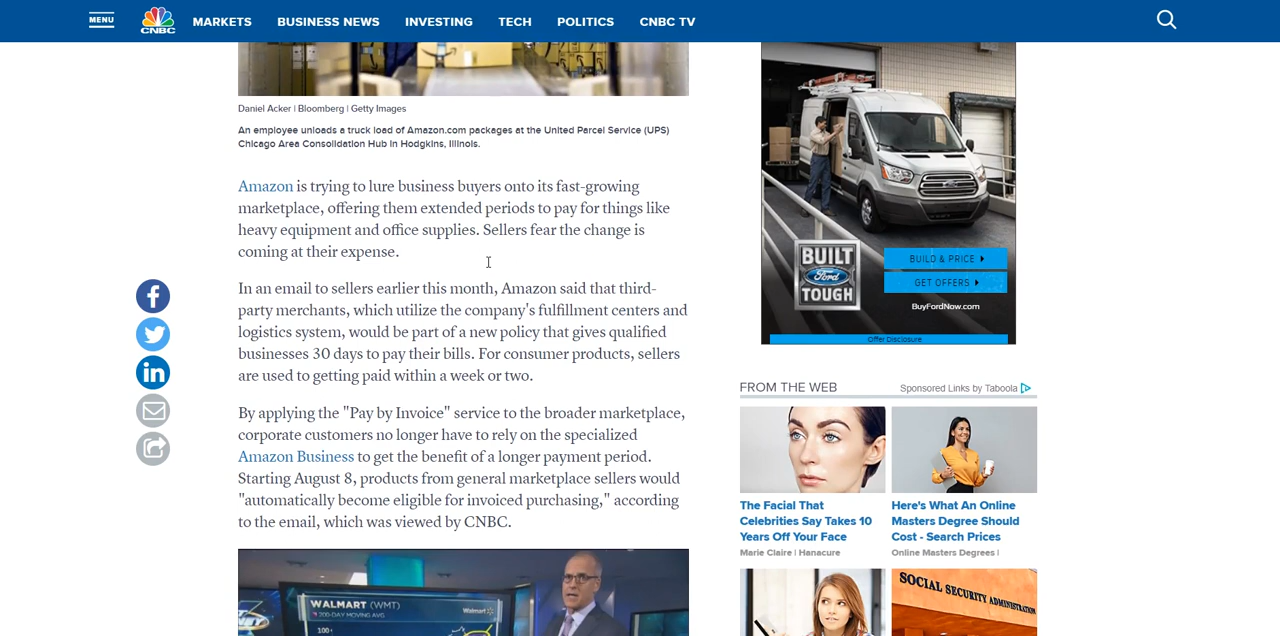 MENU
CNBC
MARKETS
BUSINESS NEWS
INVESTING
TECH
POLITICS
CNBC TV
Daniel Acker | Bloomberg | Getty Images
An employee unloads a truck load of Amazon.com packages at the United Parcel Service (UPS)
Chicago Area Consolidation Hub in Hodgkins, Illinois.
Amazon is trying to lure business buyers onto its fast-growing
marketplace, offering them extended periods to pay for things like
heavy equipment and office supplies. Sellers fear the change is
coming at their expense.
In an email to sellers earlier this month, Amazon said that third-
party merchants, which utilize the company's fulfillment centers and
logistics system, would be part of a new policy that gives qualified
businesses 30 days to pay their bills. For consumer products, sellers
are used to getting paid within a week or two.
By applying the "Pay by Invoice" service to the broader marketplace,
corporate customers no longer have to rely on the specialized
Amazon Business to get the benefit of a longer payment period.
Starting August 8, products from general marketplace sellers would
"automatically become eligible for invoiced purchasing," according
to the email, which was viewed by CNBC.
WALMART (WMT)
200-DAY MOVING AVG
Walmart
100
BUILT
Ford
TOUGH
BUILD & PRICE
GET OFFERS
BuyFordNow.com
Offer Disclosure
FROM THE WEB
Sponsored Links by Taboola
The Facial That
Celebrities Say Takes 10
Years Off Your Face
Marie Claire | Hanacure
Here's What An Online
Masters Degree Should
Cost - Search Prices
Online Masters Degrees |
SOCIAL SECURITY ADMINISTRATION